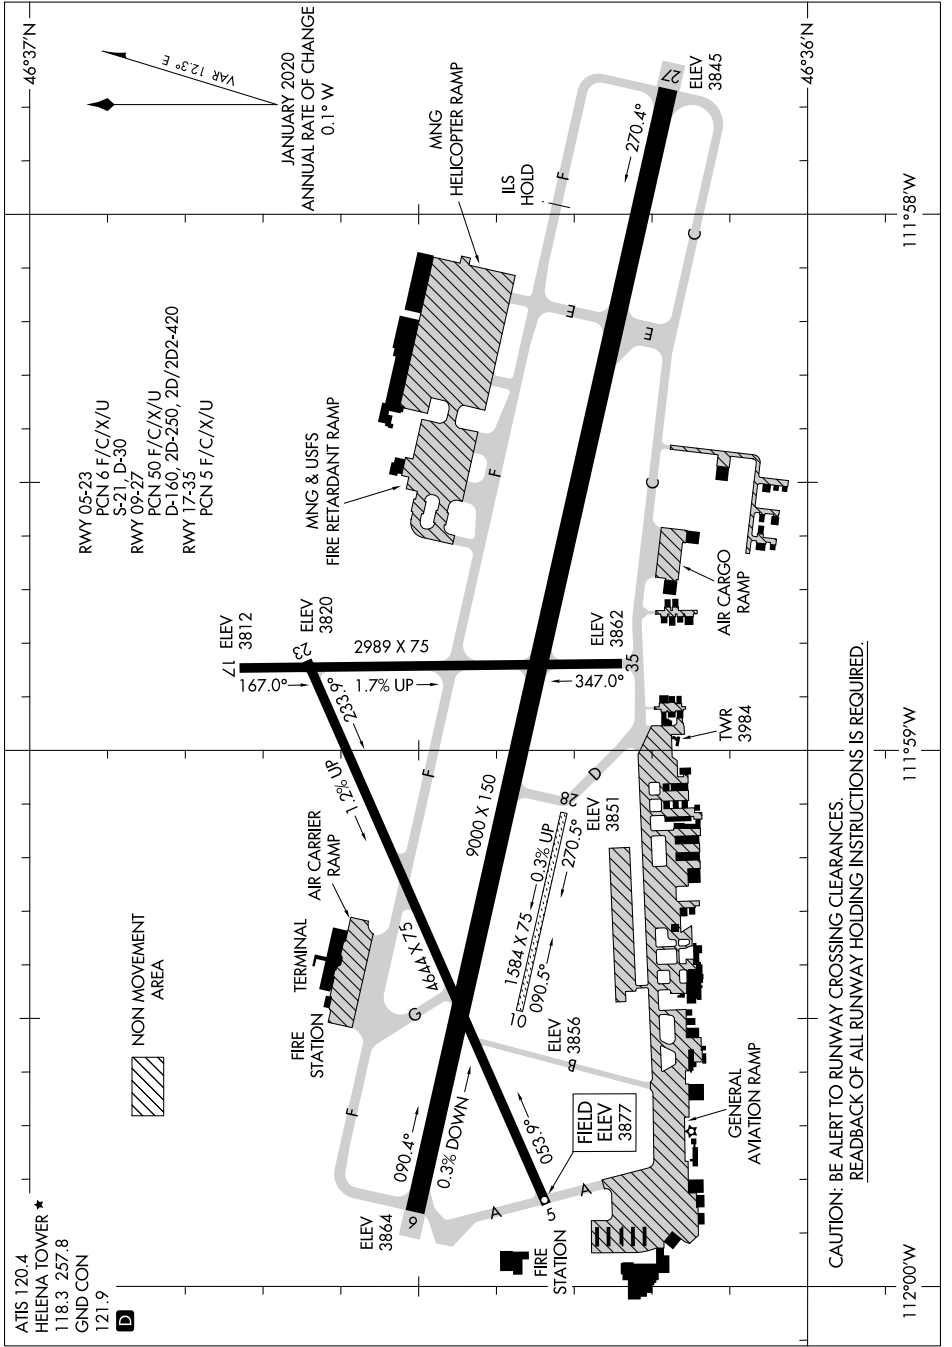 ATIS 120.4
HELENA TOWER ★
118.3 257.8
GND CON
121.9
D
RWY 05-23
PCN 6 F/C/X/U
S-21, D-30
RWY 09-27
PCN 50 F/C/X/U
D-160, 2D-250, 2D/2D2-420
RWY 17-35
PCN 5 F/C/X/U
VAR 12.3° E
JANUARY 2020
ANNUAL RATE OF CHANGE
0.1° W
46°37'N
46°36'N
NON MOVEMENT
AREA
MNG
HELICOPTER RAMP
ILS
HOLD
MNG & USFS
FIRE RETARDANT RAMP
17
ELEV
3812
23
ELEV
3820
2989 X 75
167.0°
1.7% UP
347.0°
35
ELEV
3862
233.9°
1.2% UP
4644 X 75
053.9°
5
FIELD
ELEV
3877
AIR CARRIER
RAMP
TERMINAL
FIRE
STATION
9
ELEV
3864
090.4°
0.3% DOWN
9000 X 150
270.4°
27
ELEV
3845
10
ELEV
3856
090.5°
1584 X 75
0.3% UP
270.5°
28
ELEV
3851
F
F
F
F
G
E
E
C
C
D
B
A
A
FIRE
STATION
GENERAL
AVIATION RAMP
TWR
3984
AIR CARGO
RAMP
112°00'W
111°59'W
111°58'W
CAUTION: BE ALERT TO RUNWAY CROSSING CLEARANCES.
READBACK OF ALL RUNWAY HOLDING INSTRUCTIONS IS REQUIRED.